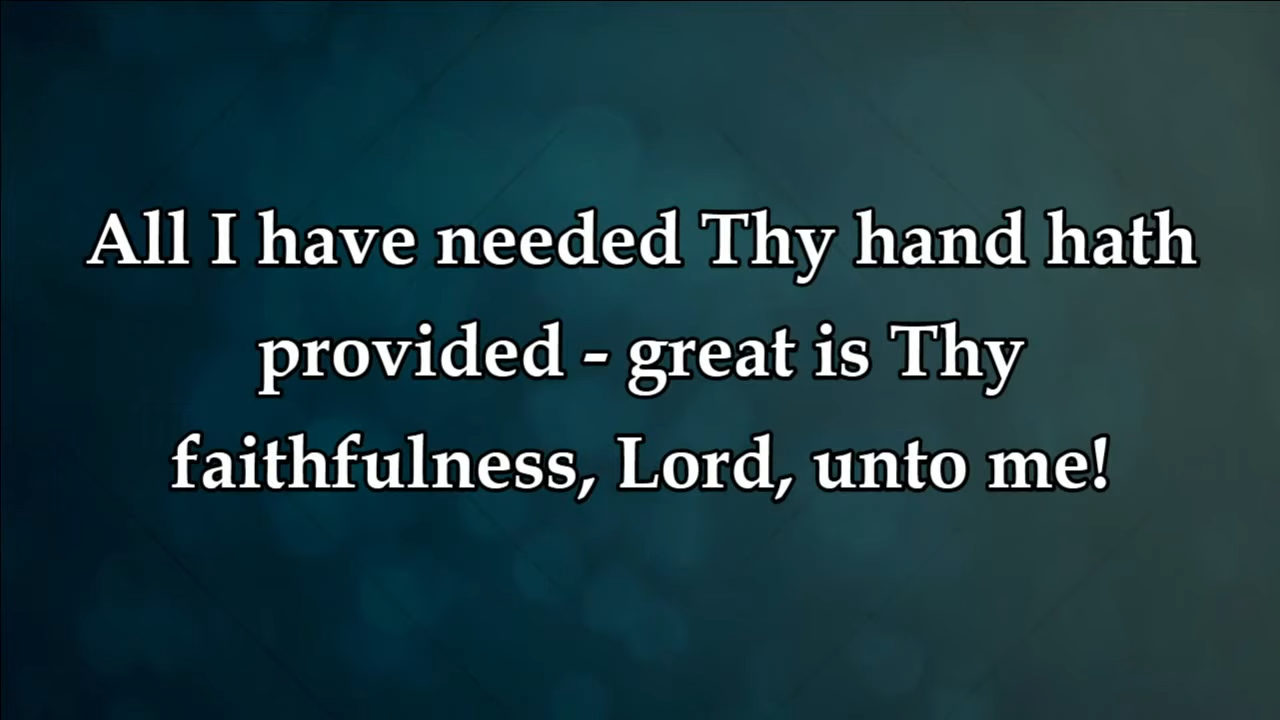 All I have needed Thy hand hath
provided - great is Thy
faithfulness, Lord, unto me!